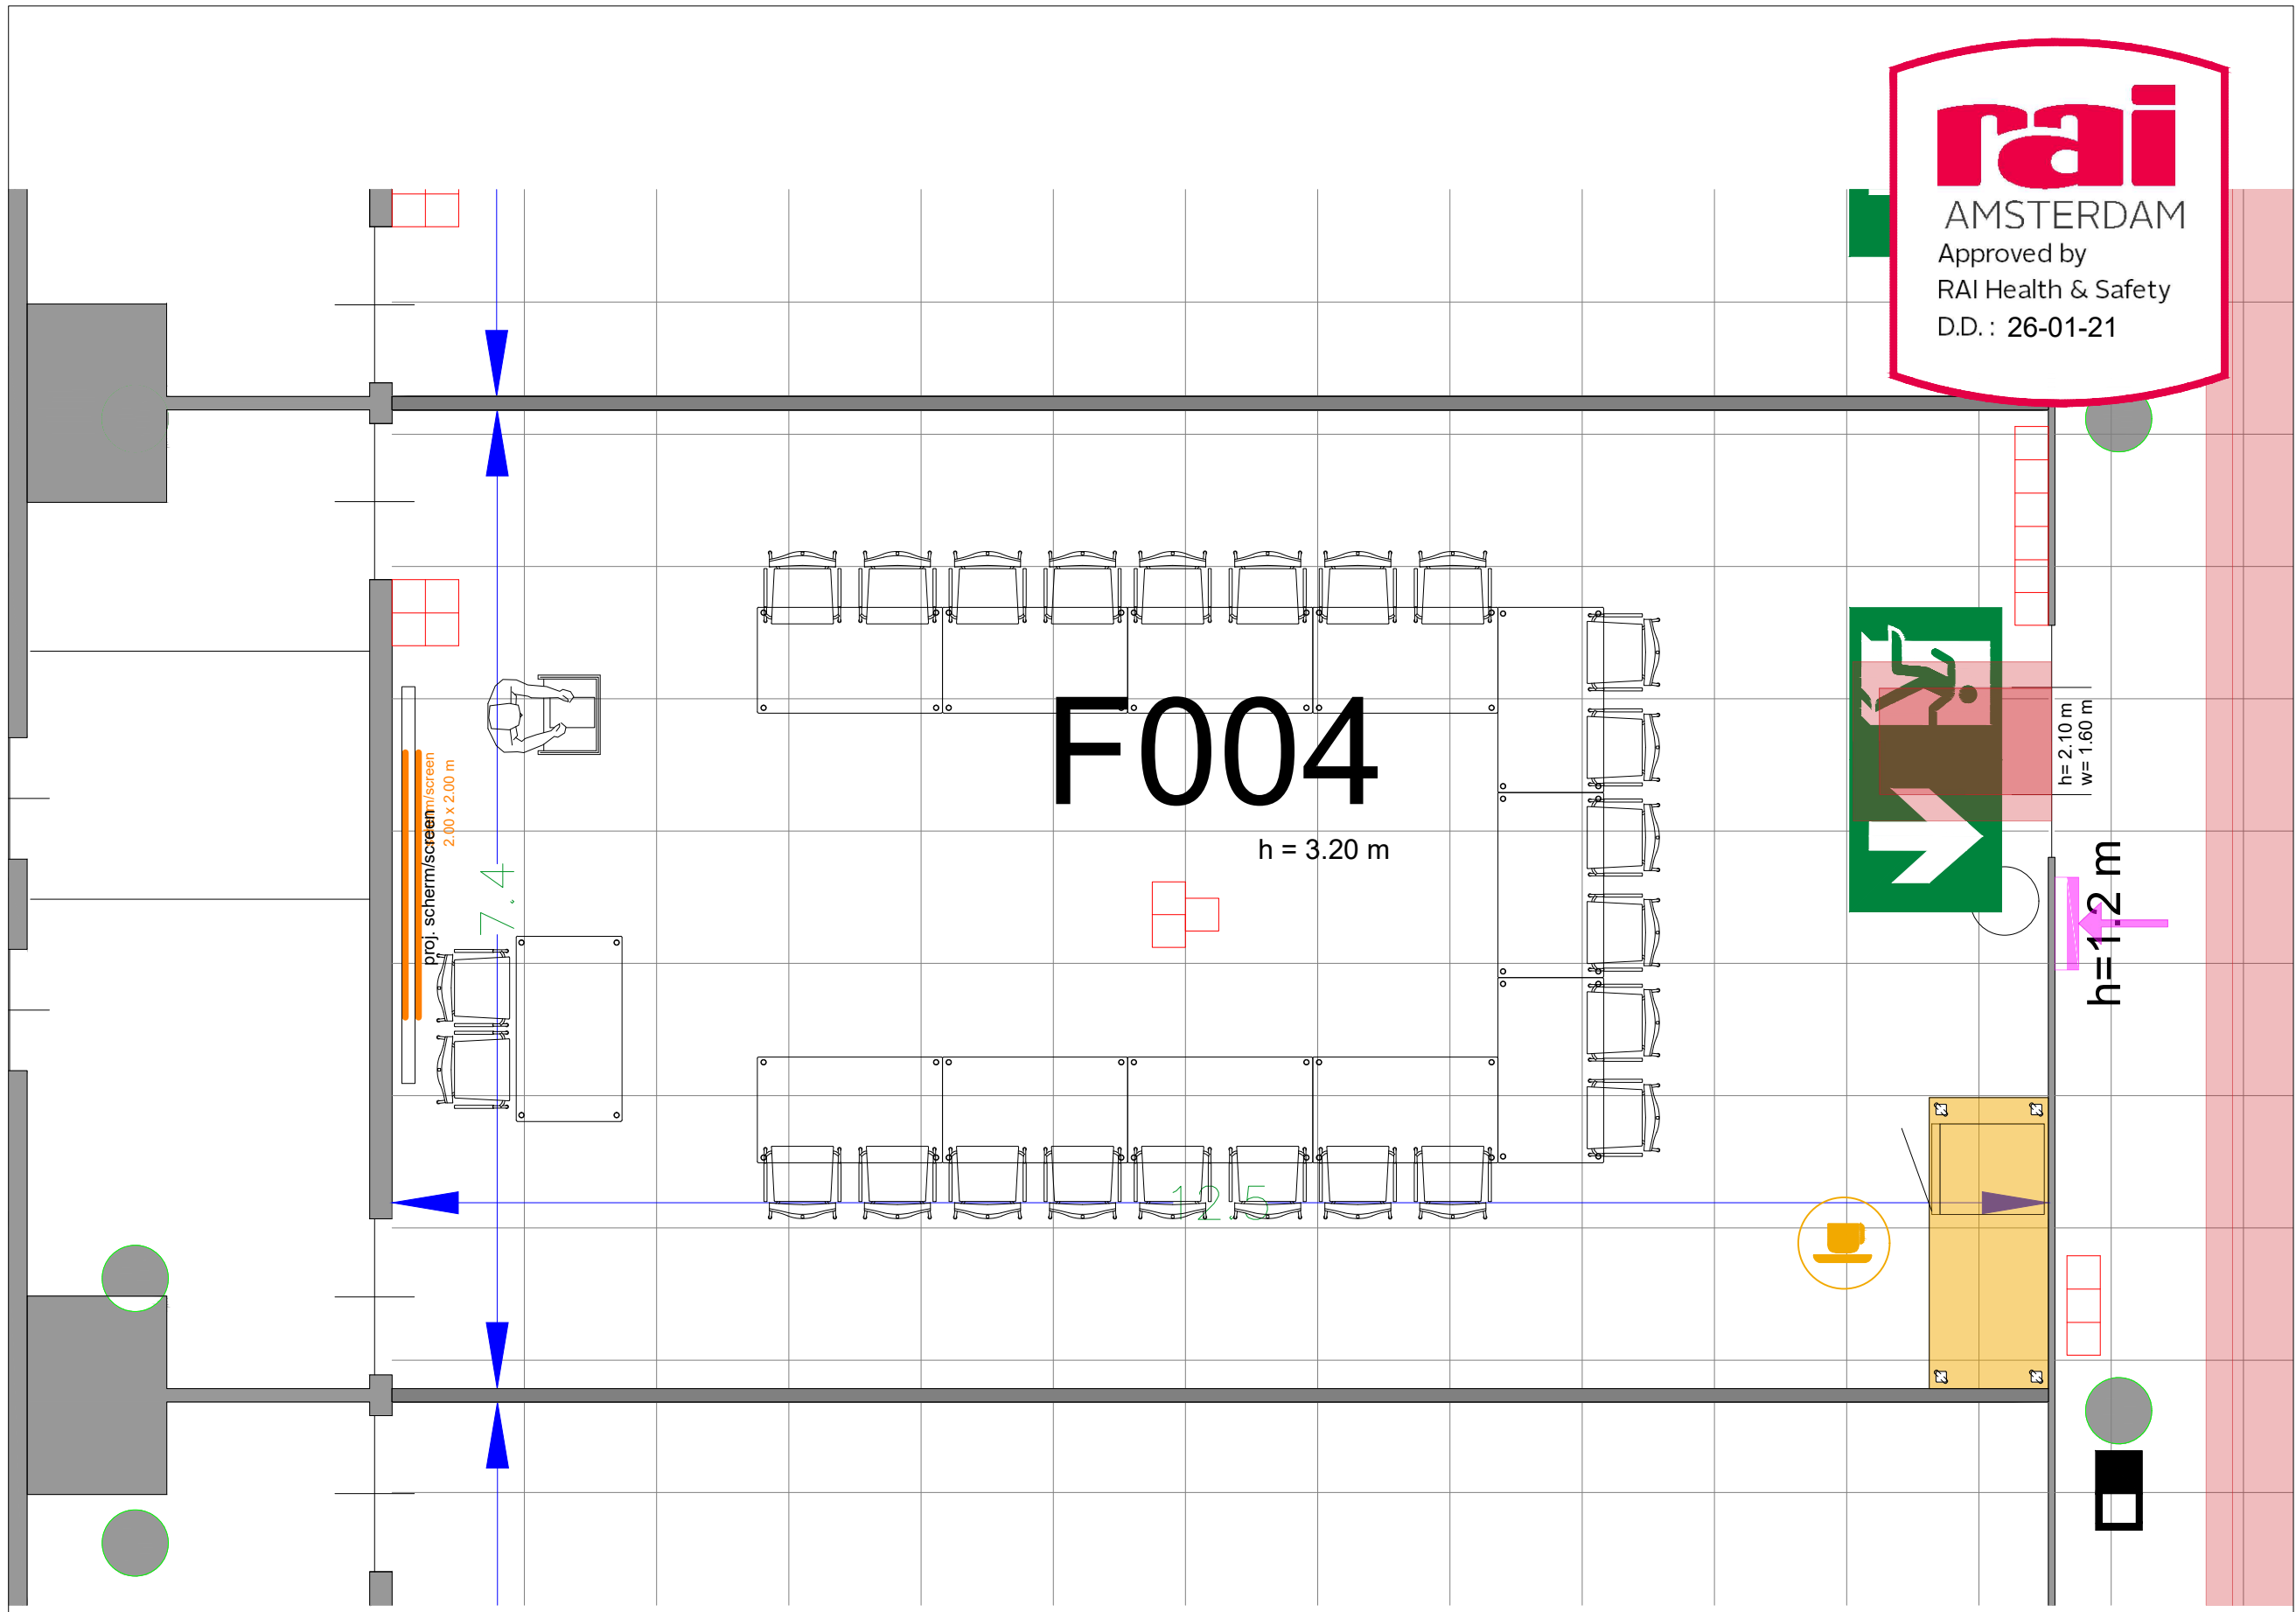 rai
AMSTERDAM
Approved by
RAI Health & Safety
D.D. : 26-01-21
F004
h = 3.20 m
h= 2.10 m
w= 1.60 m
h=1.2 m
proj. scherm/screen
2.00 x 2.00 m
7.4
12.5